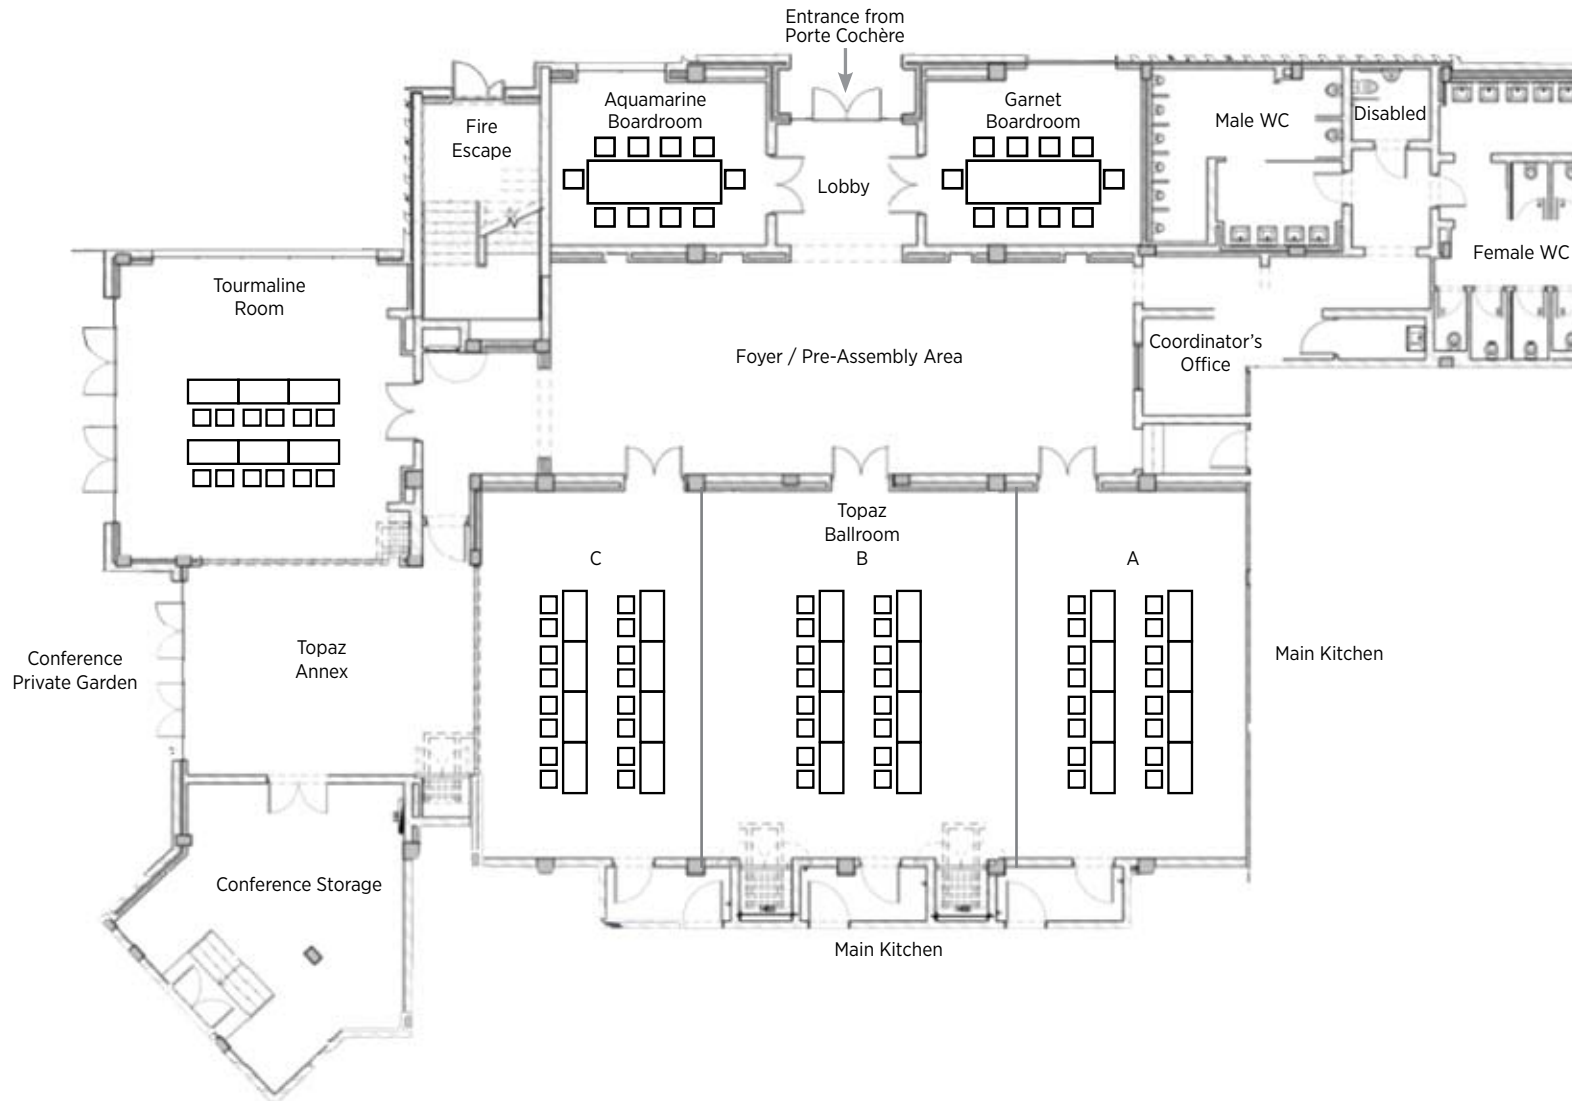 Entrance from
Porte Cochère
Aquamarine
Boardroom
Garnet
Boardroom
Fire
Escape
Male WC
Disabled
Lobby
Female WC
Tourmaline
Room
Foyer / Pre-Assembly Area
Coordinator's
Office
Topaz
Ballroom
C
B
A
Conference
Private Garden
Topaz
Annex
Main Kitchen
Conference Storage
Main Kitchen